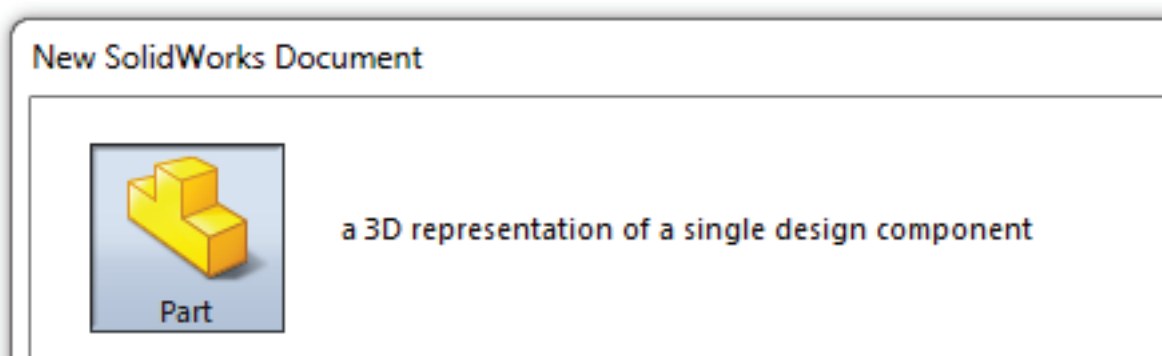 New SolidWorks Document
a 3D representation of a single design component
Part